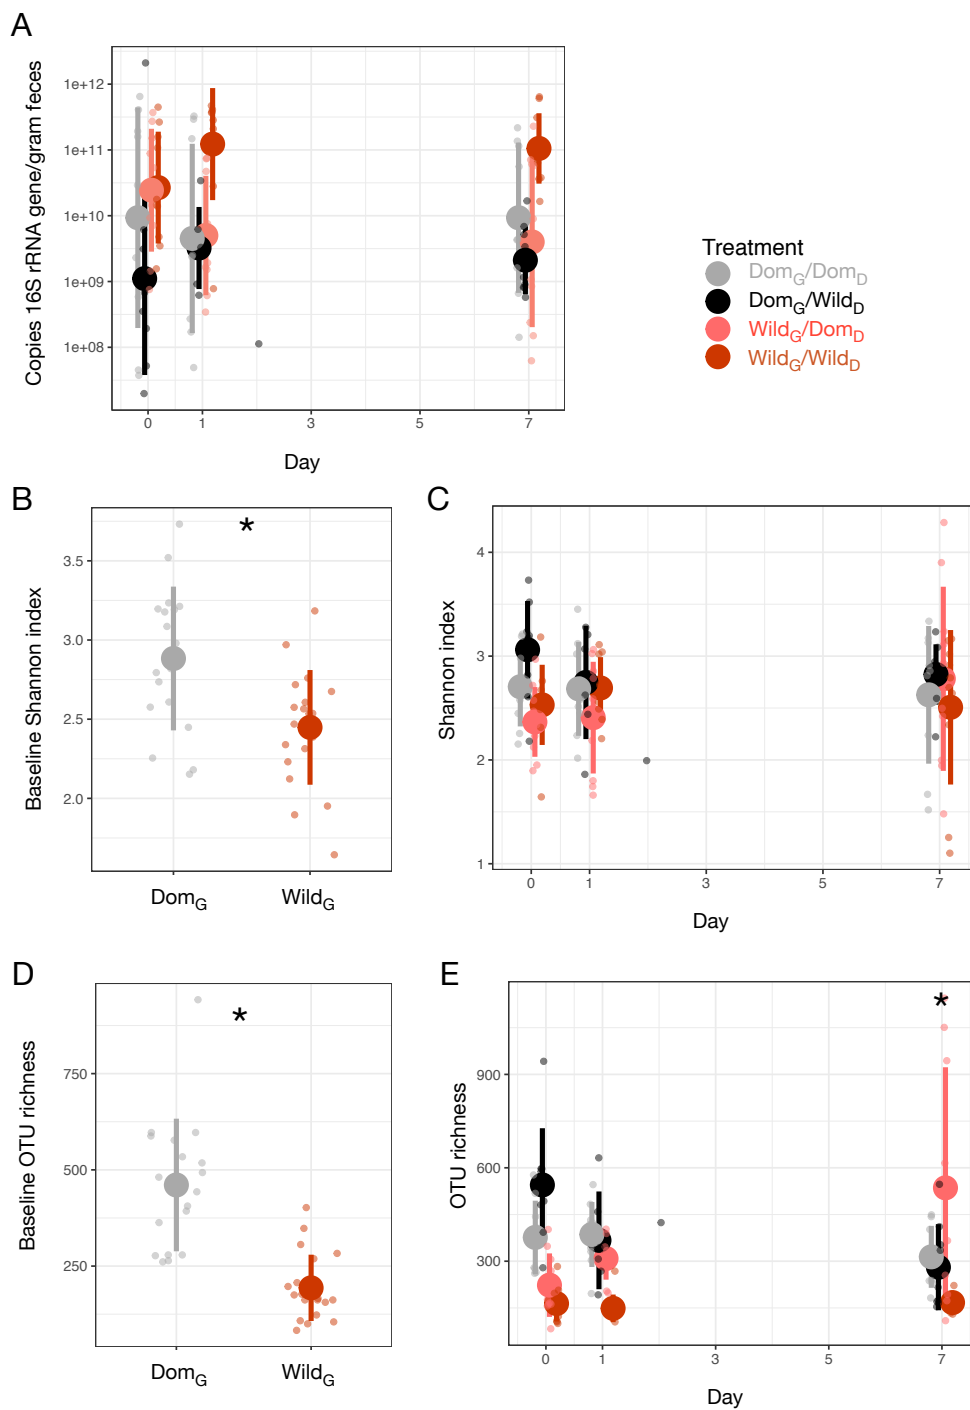 A
Copies 16S rRNA gene/gram feces
1e+12
1e+11
1e+10
1e+09
1e+08
0 1 3 5 7
Day
Treatment
DomG/DomD
DomG/WildD
WildG/DomD
WildG/WildD
B
*
Baseline Shannon index
3.5
3.0
2.5
2.0
DomG WildG
C
Shannon index
4
3
2
1
0 1 3 5 7
Day
D
*
Baseline OTU richness
750
500
250
DomG WildG
E
*
OTU richness
900
600
300
0 1 3 5 7
Day